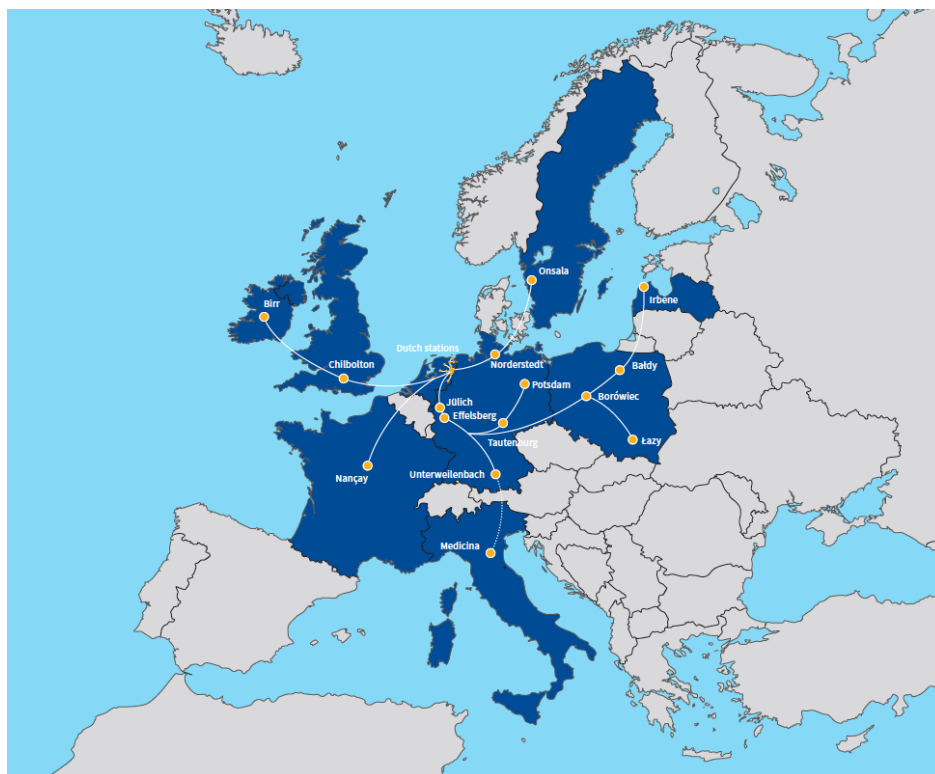 Onsala
Irbene
Birr
Dutch stations
Chilbolton
Norderstedt
Bałdy
Potsdam
Borówiec
Jülich
Effelsberg
Tautenburg
Łazy
Nançay
Unterweilenbach
Medicina